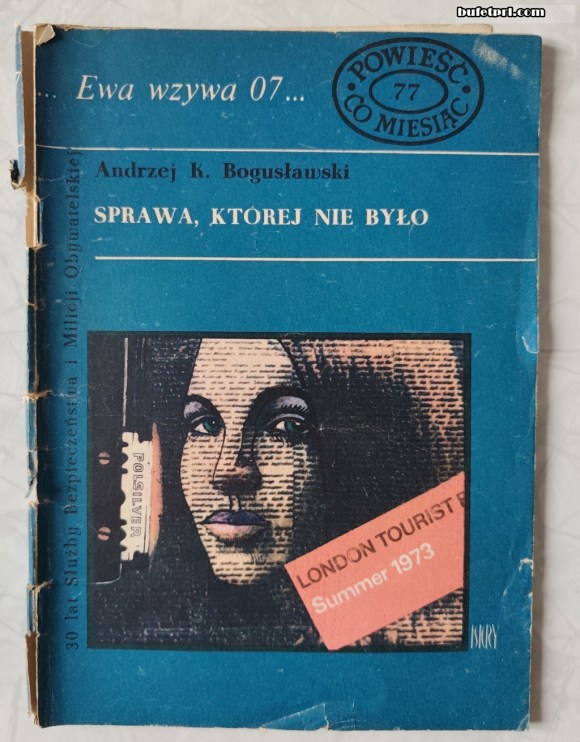 bufetprl.com
Ewa wzywa 07...
POWIEŚĆ
77
CO MIESIĄC
Andrzej K. Bogusławski
SPRAWA, KTÓREJ NIE BYŁO
30 lat Służby Bezpieczeństwa i Milicji Obywatelskiej
POLSILVER
LONDON TOURIST
Summer 1973